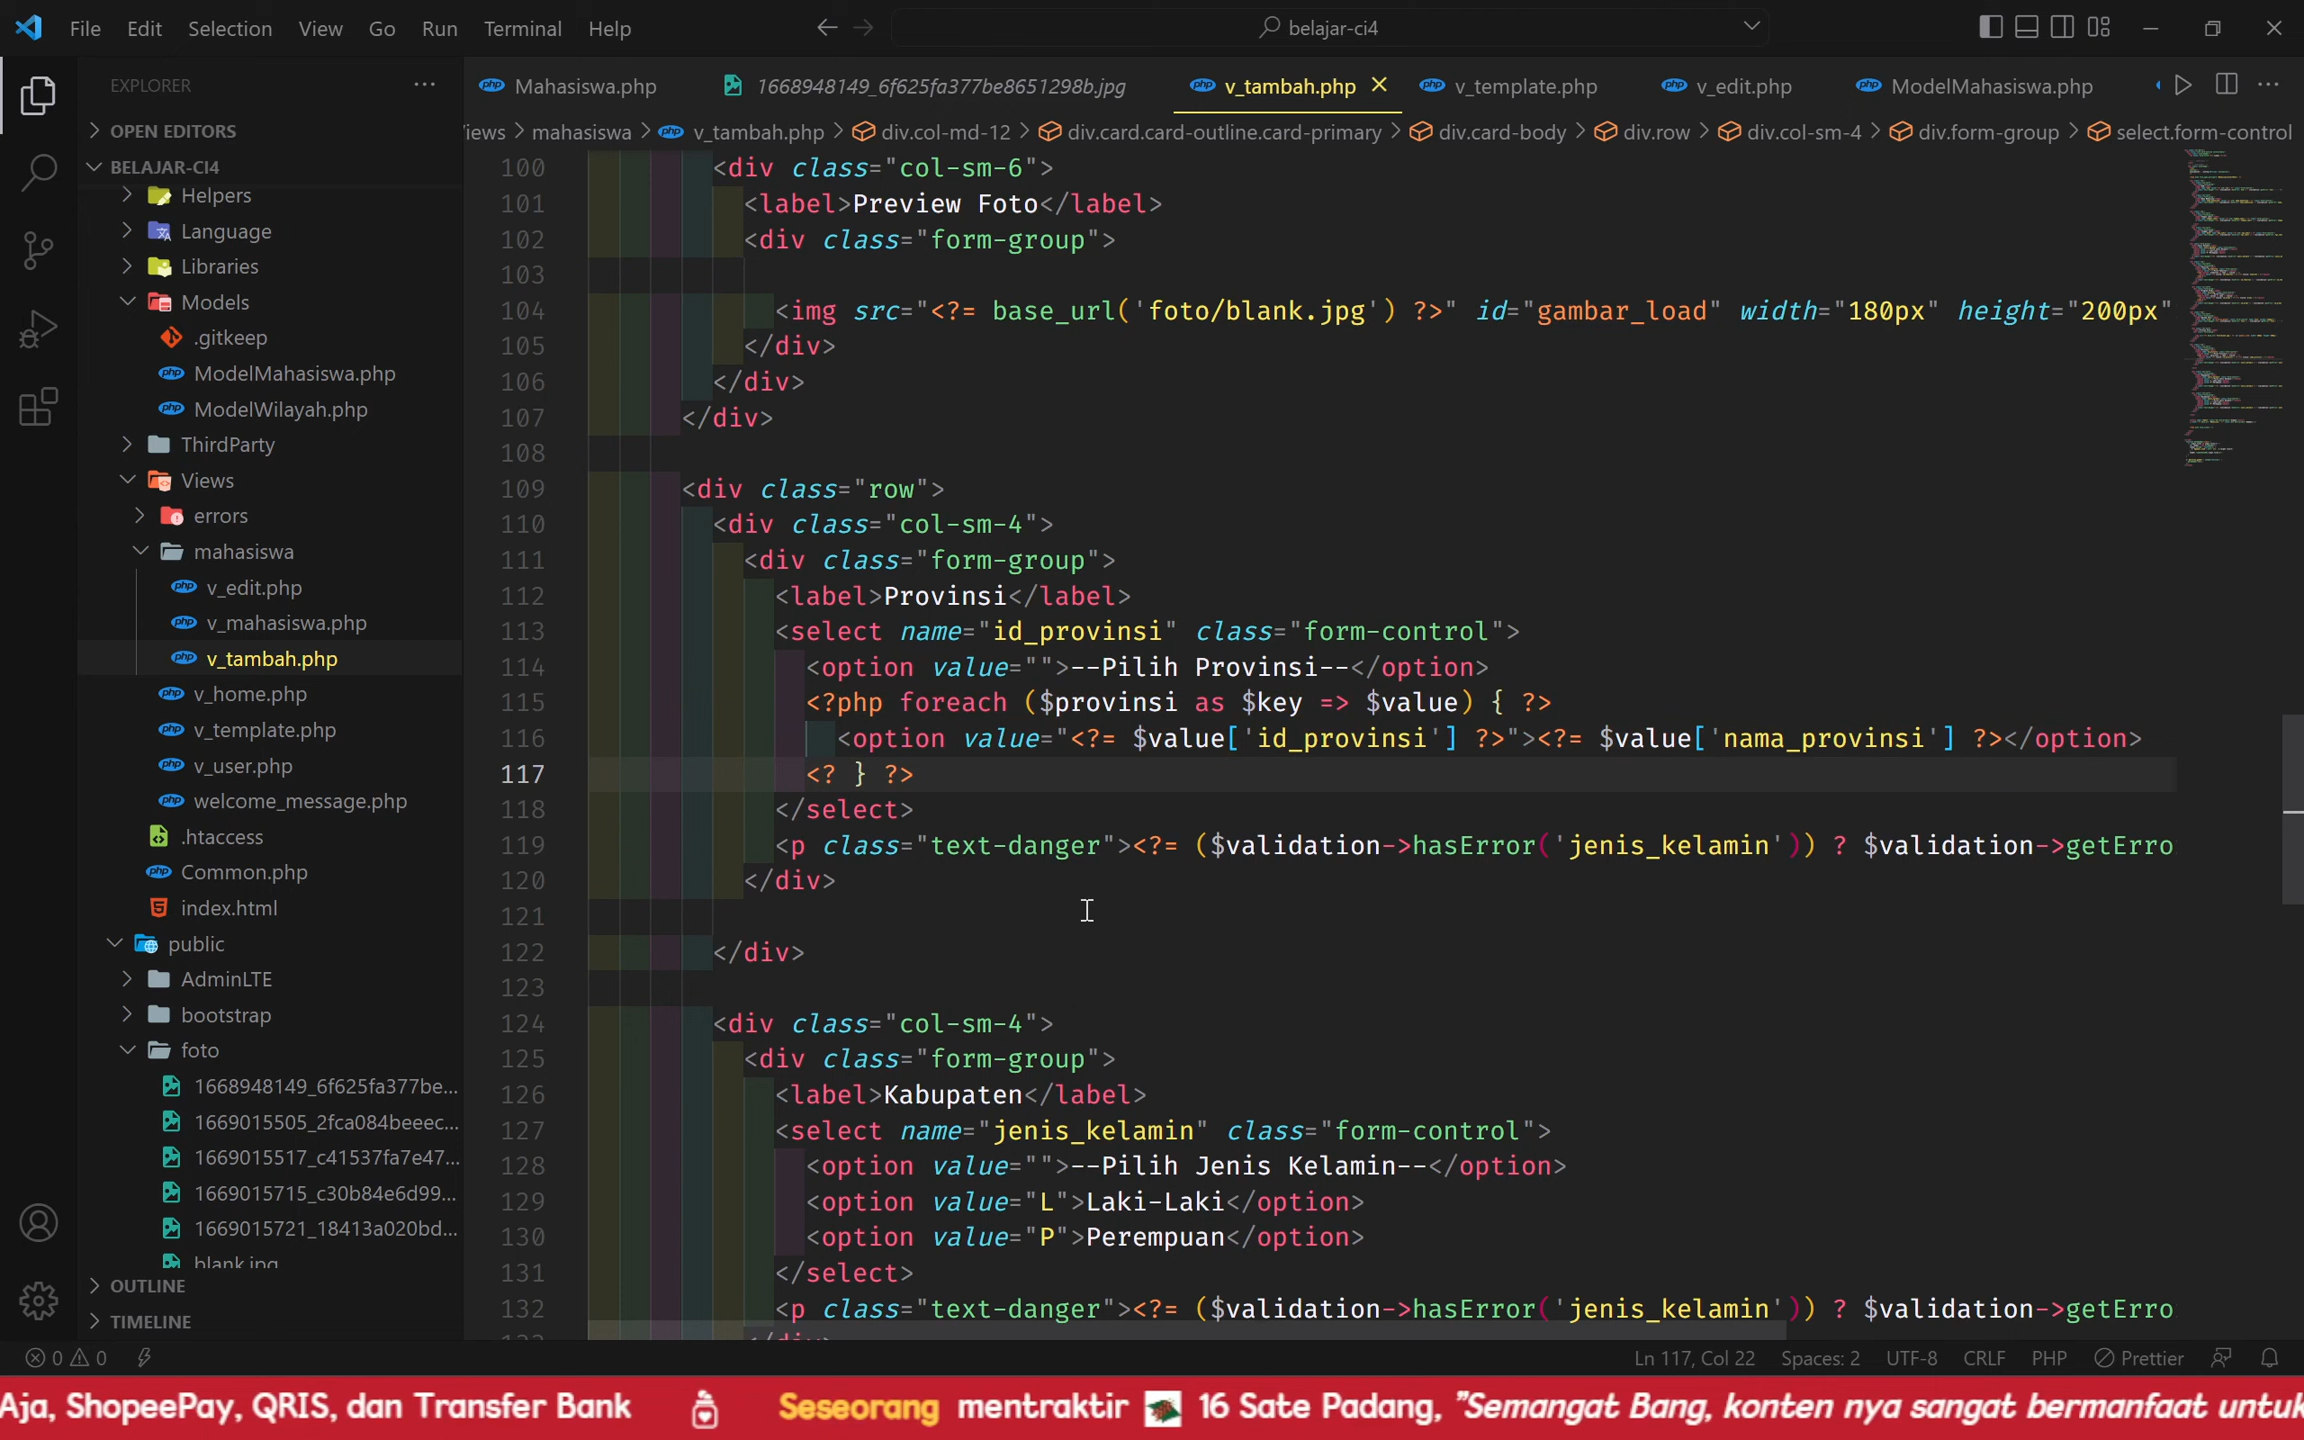 File Edit Selection View Go Run Terminal Help
belajar-ci4
EXPLORER
OPEN EDITORS
BELAJAR-CI4
Helpers
Language
Libraries
Models
.gitkeep
ModelMahasiswa.php
ModelWilayah.php
ThirdParty
Views
errors
mahasiswa
v_edit.php
v_mahasiswa.php
v_tambah.php
v_home.php
v_template.php
v_user.php
welcome_message.php
.htaccess
Common.php
index.html
public
AdminLTE
bootstrap
foto
1668948149_6f625fa377be...
1669015505_2fca084beeec...
1669015517_c41537fa7e47...
1669015715_c30b84e6d99...
1669015721_18413a020bd...
blank.jpg
OUTLINE
TIMELINE
Mahasiswa.php 1668948149_6f625fa377be8651298b.jpg v_tambah.php v_template.php v_edit.php ModelMahasiswa.php
iews > mahasiswa > v_tambah.php > div.col-md-12 > div.card.card-outline.card-primary > div.card-body > div.row > div.col-sm-4 > div.form-group > select.form-control
100 <div class="col-sm-6">
101 <label>Preview Foto</label>
102 <div class="form-group">
103
104 <img src="<?= base_url('foto/blank.jpg') ?>" id="gambar_load" width="180px" height="200px"
105 </div>
106 </div>
107 </div>
108
109 <div class="row">
110 <div class="col-sm-4">
111 <div class="form-group">
112 <label>Provinsi</label>
113 <select name="id_provinsi" class="form-control">
114 <option value="">--Pilih Provinsi--</option>
115 <?php foreach ($provinsi as $key => $value) { ?>
116 <option value="<?= $value['id_provinsi'] ?>"><?= $value['nama_provinsi'] ?></option>
117 <? } ?>
118 </select>
119 <p class="text-danger"><?= ($validation->hasError('jenis_kelamin')) ? $validation->getErro
120 </div>
121
122 </div>
123
124 <div class="col-sm-4">
125 <div class="form-group">
126 <label>Kabupaten</label>
127 <select name="jenis_kelamin" class="form-control">
128 <option value="">--Pilih Jenis Kelamin--</option>
129 <option value="L">Laki-Laki</option>
130 <option value="P">Perempuan</option>
131 </select>
132 <p class="text-danger"><?= ($validation->hasError('jenis_kelamin')) ? $validation->getErro
0 0 Ln 117, Col 22 Spaces: 2 UTF-8 CRLF PHP Prettier
Aja, ShopeePay, QRIS, dan Transfer Bank Seseorang mentraktir 16 Sate Padang, "Semangat Bang, konten nya sangat bermanfaat untuk